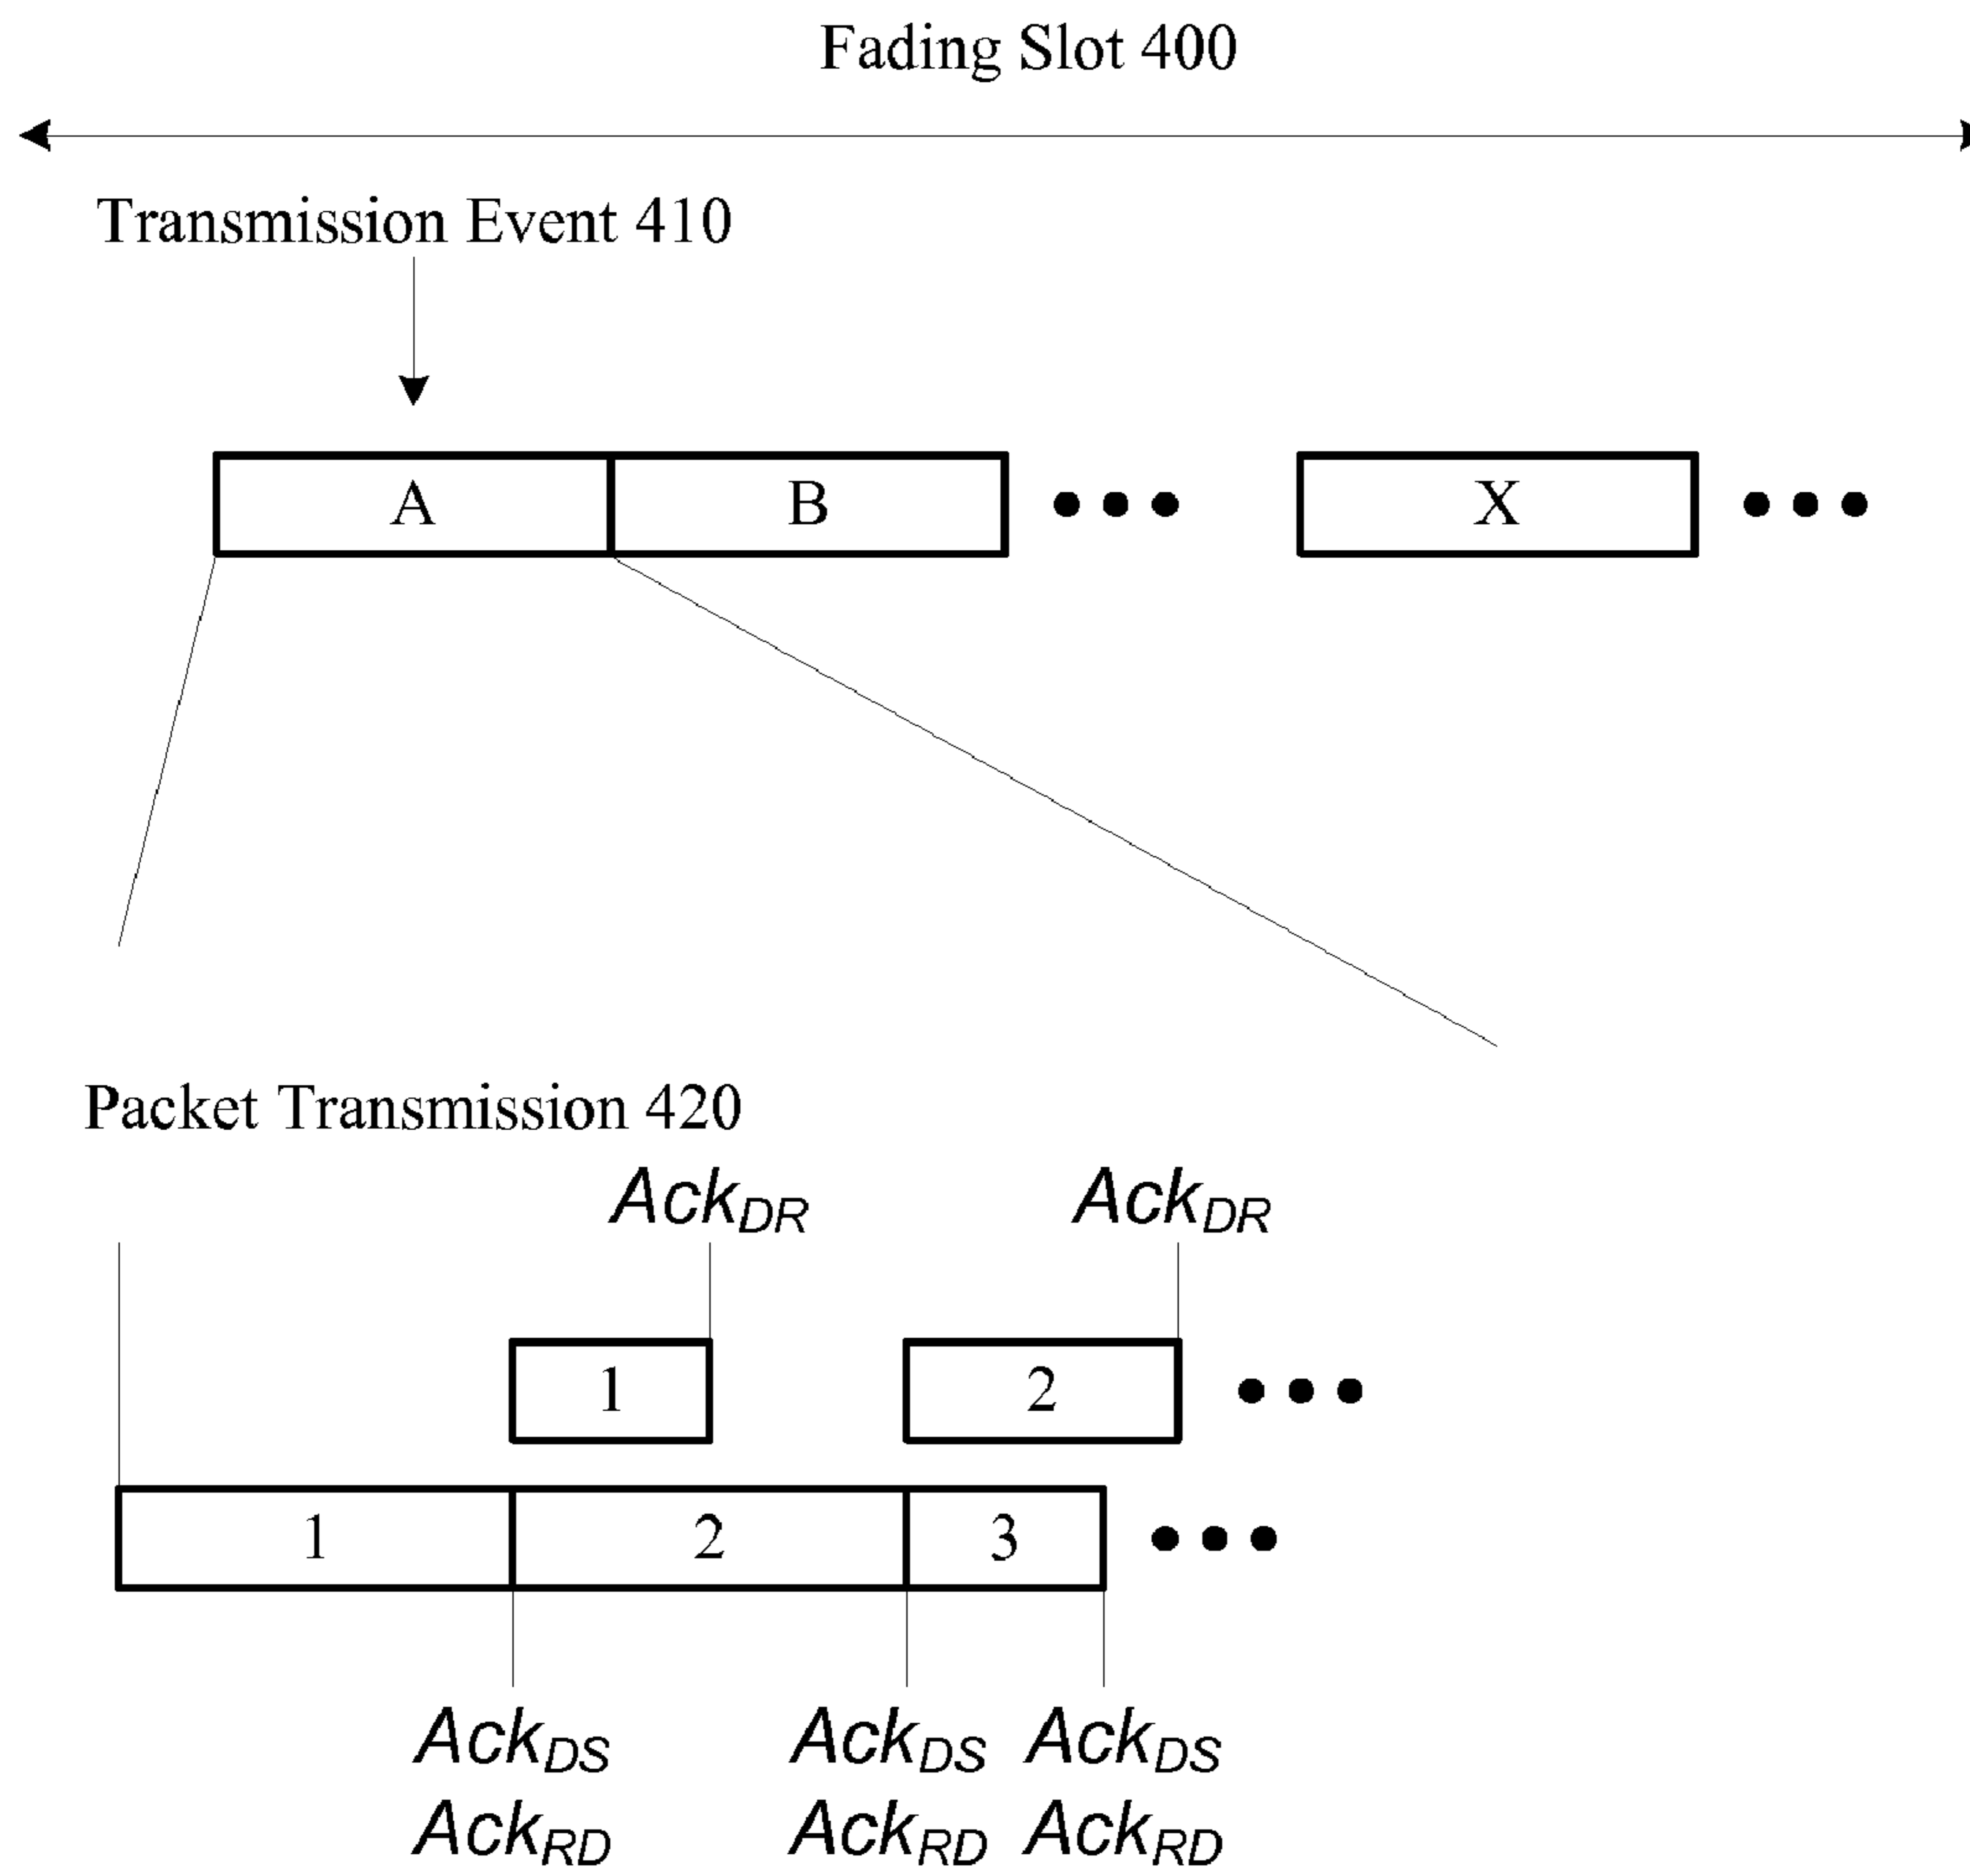 Fading Slot 400
Transmission Event 410
A B X
Packet Transmission 420
Ack_DR Ack_DR
1 2
1 2 3
Ack_DS Ack_DS Ack_DS
Ack_RD Ack_RD Ack_RD